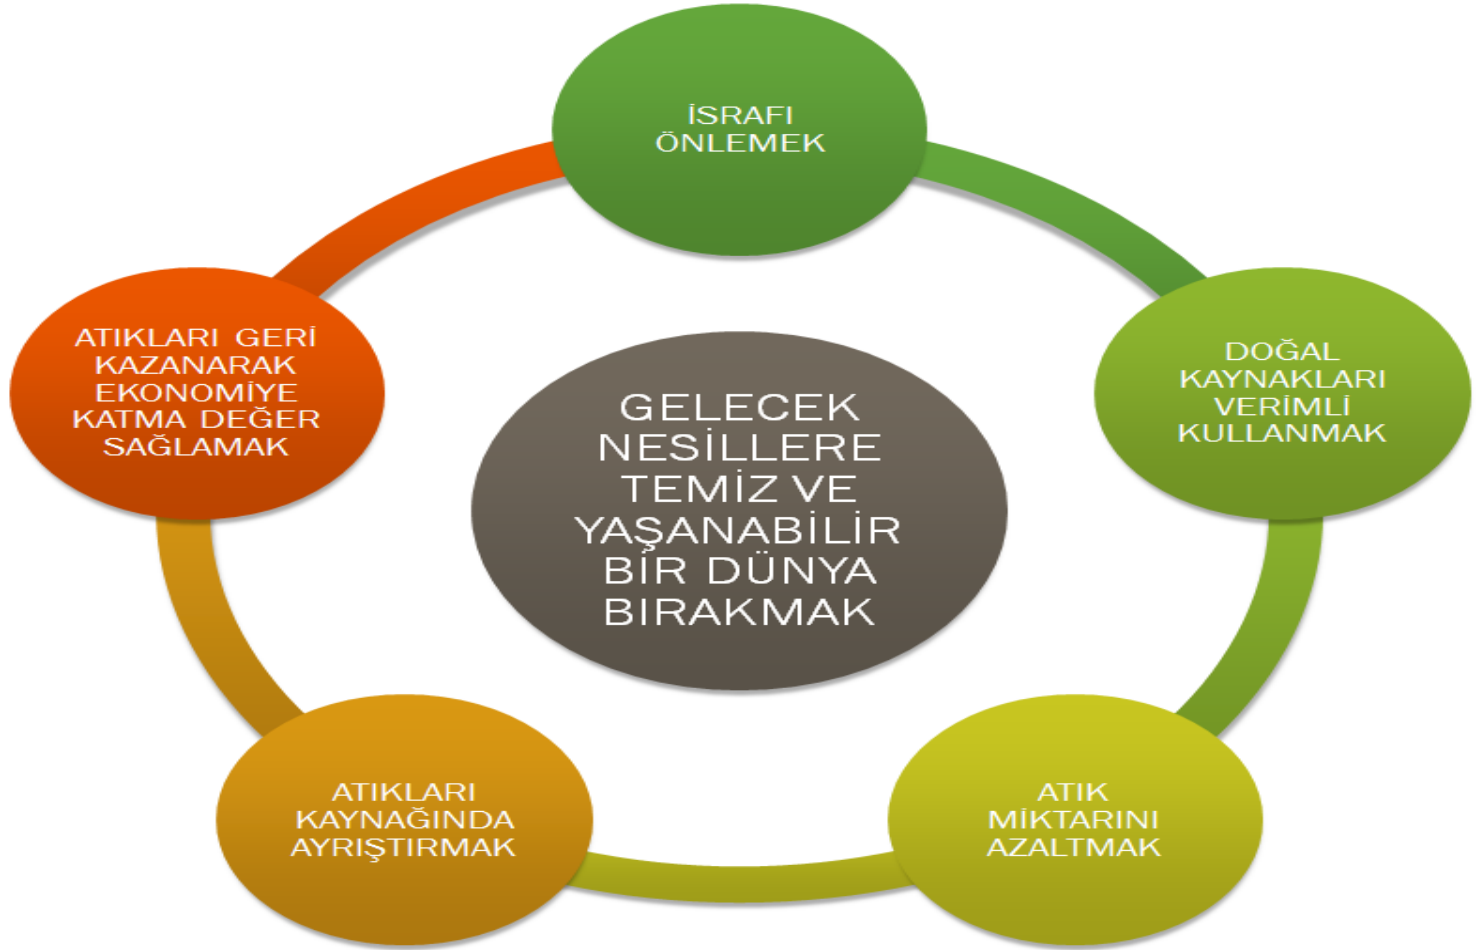 İSRAFI
ÖNLEMEK
DOĞAL
KAYNAKLARI
VERİMLİ
KULLANMAK
ATIK
MİKTARINI
AZALTMAK
ATIKLARI
KAYNAĞINDA
AYRIŞTIRMAK
ATIKLARI GERİ
KAZANARAK
EKONOMİYE
KATMA DEĞER
SAĞLAMAK
GELECEK
NESİLLERE
TEMİZ VE
YAŞANABİLİR
BİR DÜNYA
BIRAKMAK